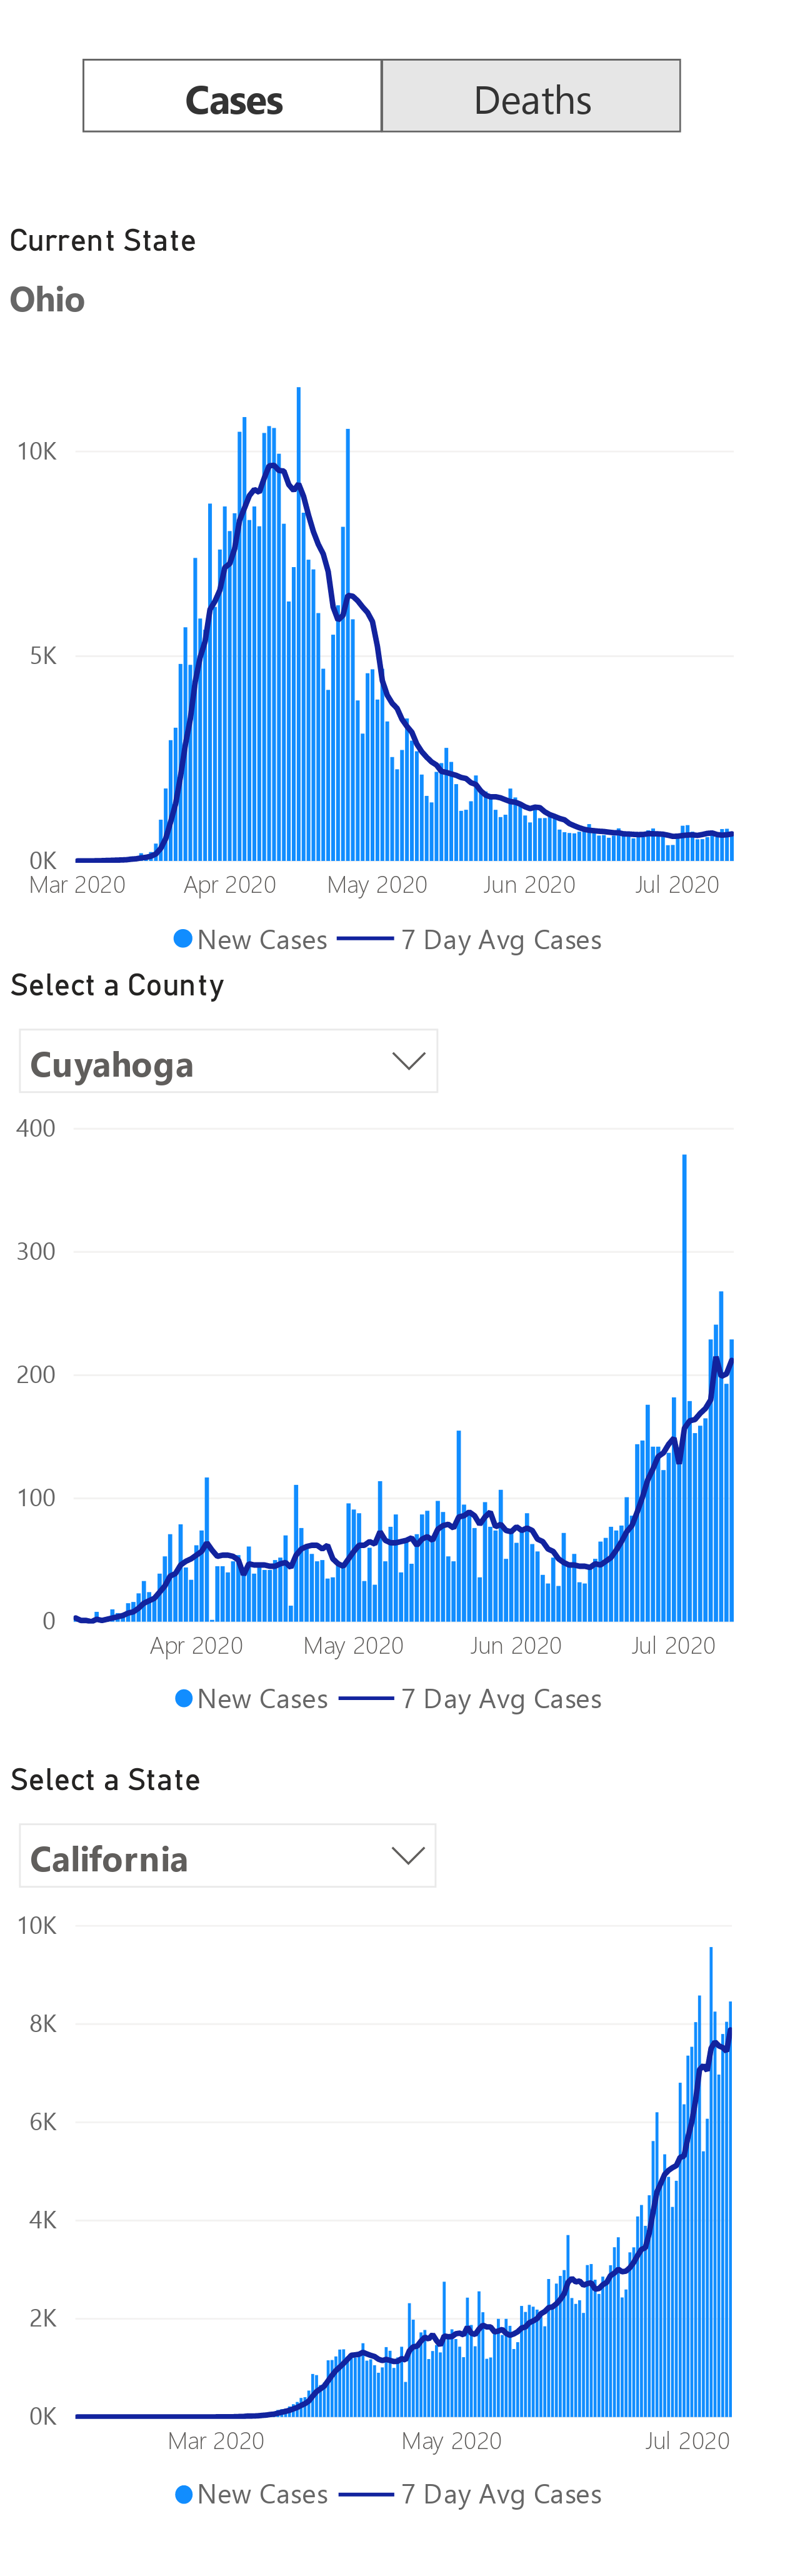 Cases Deaths
Current State
Ohio
10K
5K
0K
Mar 2020 Apr 2020 May 2020 Jun 2020 Jul 2020
New Cases 7 Day Avg Cases
Select a County
Cuyahoga
400
300
200
100
0
Apr 2020 May 2020 Jun 2020 Jul 2020
New Cases 7 Day Avg Cases
Select a State
California
10K
8K
6K
4K
2K
0K
Mar 2020 May 2020 Jul 2020
New Cases 7 Day Avg Cases